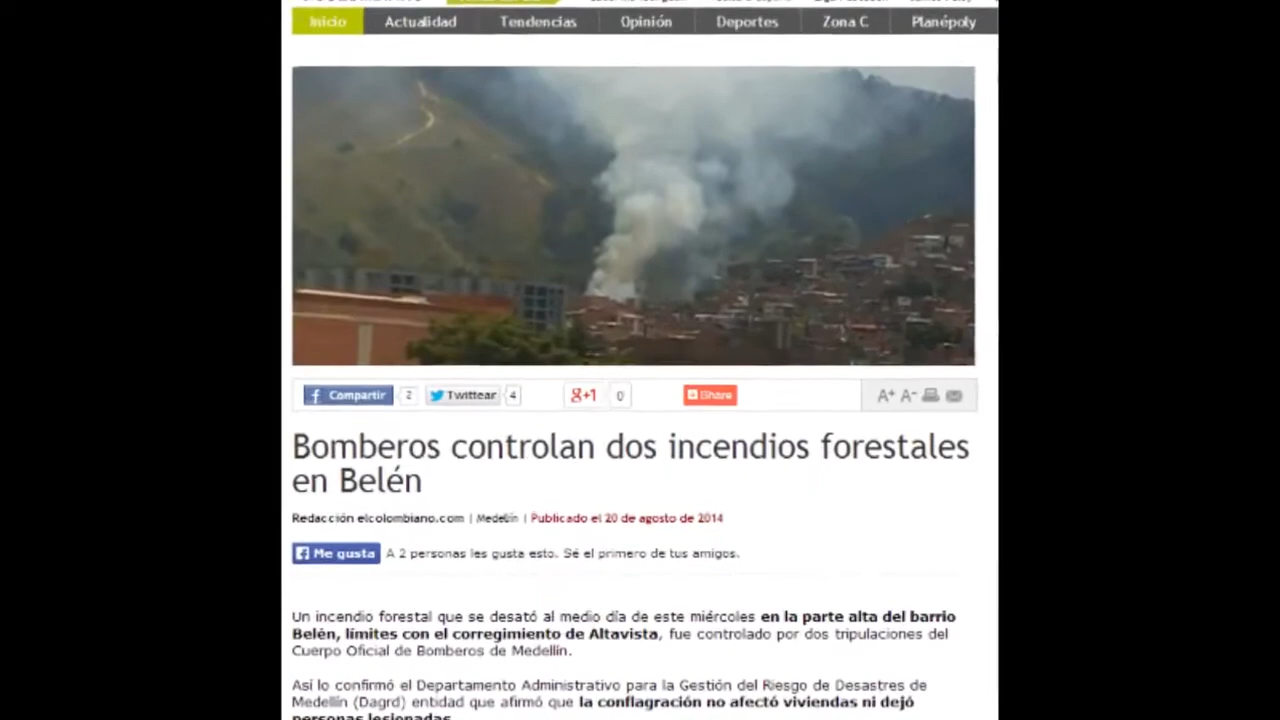 Inicio Actualidad Tendencias Opinión Deportes Zona C Planépoly
Compartir 2 Twittear 4 g+1 0 Share A+ A-
Bomberos controlan dos incendios forestales
en Belén
Redacción elcolombiano.com | Medellín | Publicado el 20 de agosto de 2014
Me gusta A 2 personas les gusta esto. Sé el primero de tus amigos.
Un incendio forestal que se desató al medio día de este miércoles en la parte alta del barrio
Belén, límites con el corregimiento de Altavista, fue controlado por dos tripulaciones del
Cuerpo Oficial de Bomberos de Medellín.
Así lo confirmó el Departamento Administrativo para la Gestión del Riesgo de Desastres de
Medellín (Dagrd) entidad que afirmó que la conflagración no afectó viviendas ni dejó
personas lesionadas